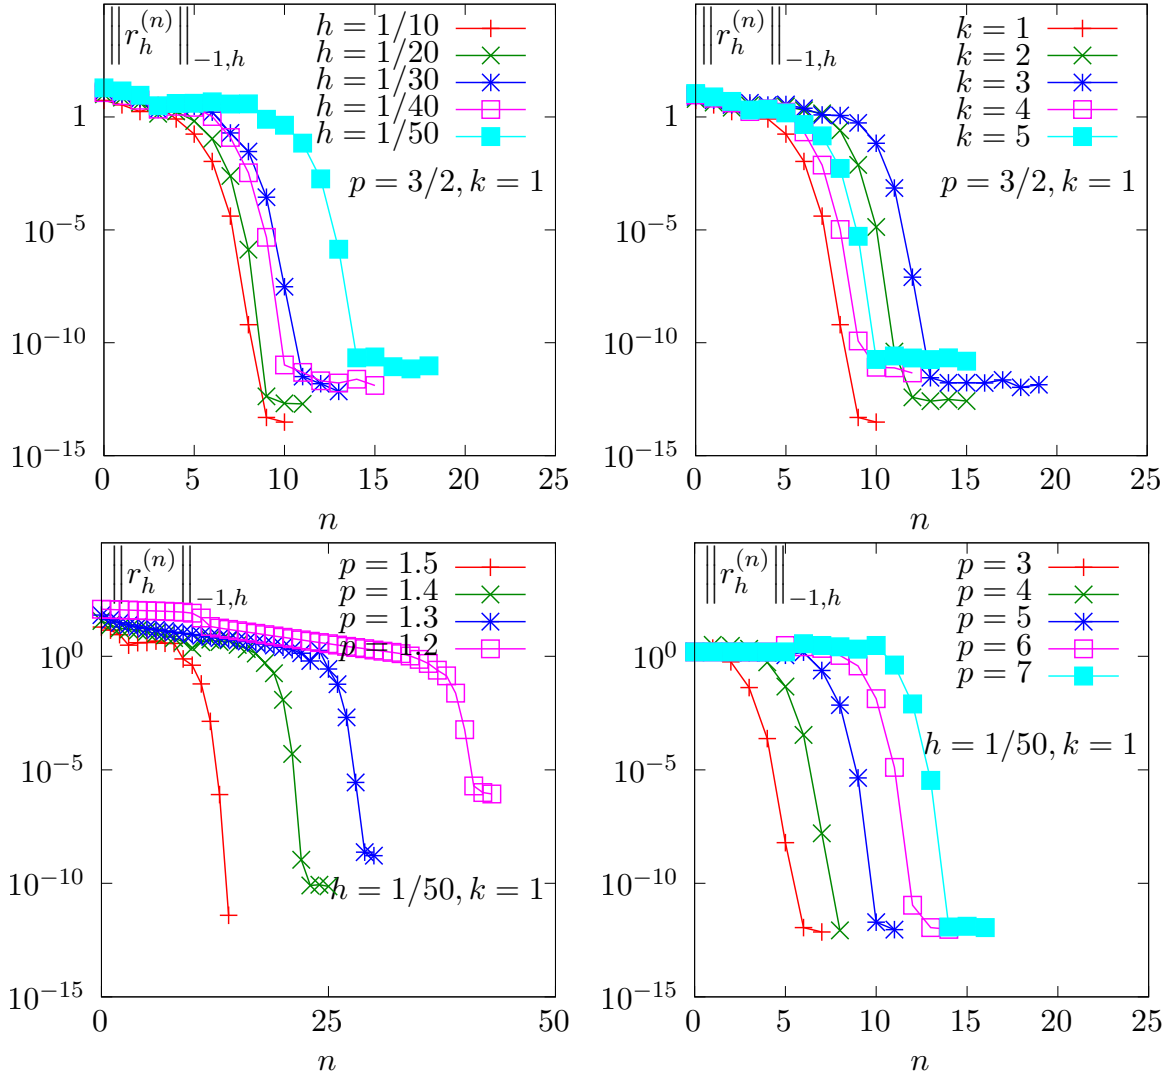 ‖r_h^{(n)}‖_{-1,h}
h = 1/10
h = 1/20
h = 1/30
h = 1/40
h = 1/50
p = 3/2, k = 1
1
10^{-5}
10^{-10}
10^{-15}
0 5 10 15 20 25
n
‖r_h^{(n)}‖_{-1,h}
k = 1
k = 2
k = 3
k = 4
k = 5
p = 3/2, k = 1
1
10^{-5}
10^{-10}
10^{-15}
0 5 10 15 20 25
n
‖r_h^{(n)}‖_{-1,h}
p = 1.5
p = 1.4
p = 1.3
p = 1.2
h = 1/50, k = 1
10^{0}
10^{-5}
10^{-10}
10^{-15}
0 25 50
n
‖r_h^{(n)}‖_{-1,h}
p = 3
p = 4
p = 5
p = 6
p = 7
h = 1/50, k = 1
10^{0}
10^{-5}
10^{-10}
10^{-15}
0 5 10 15 20 25
n